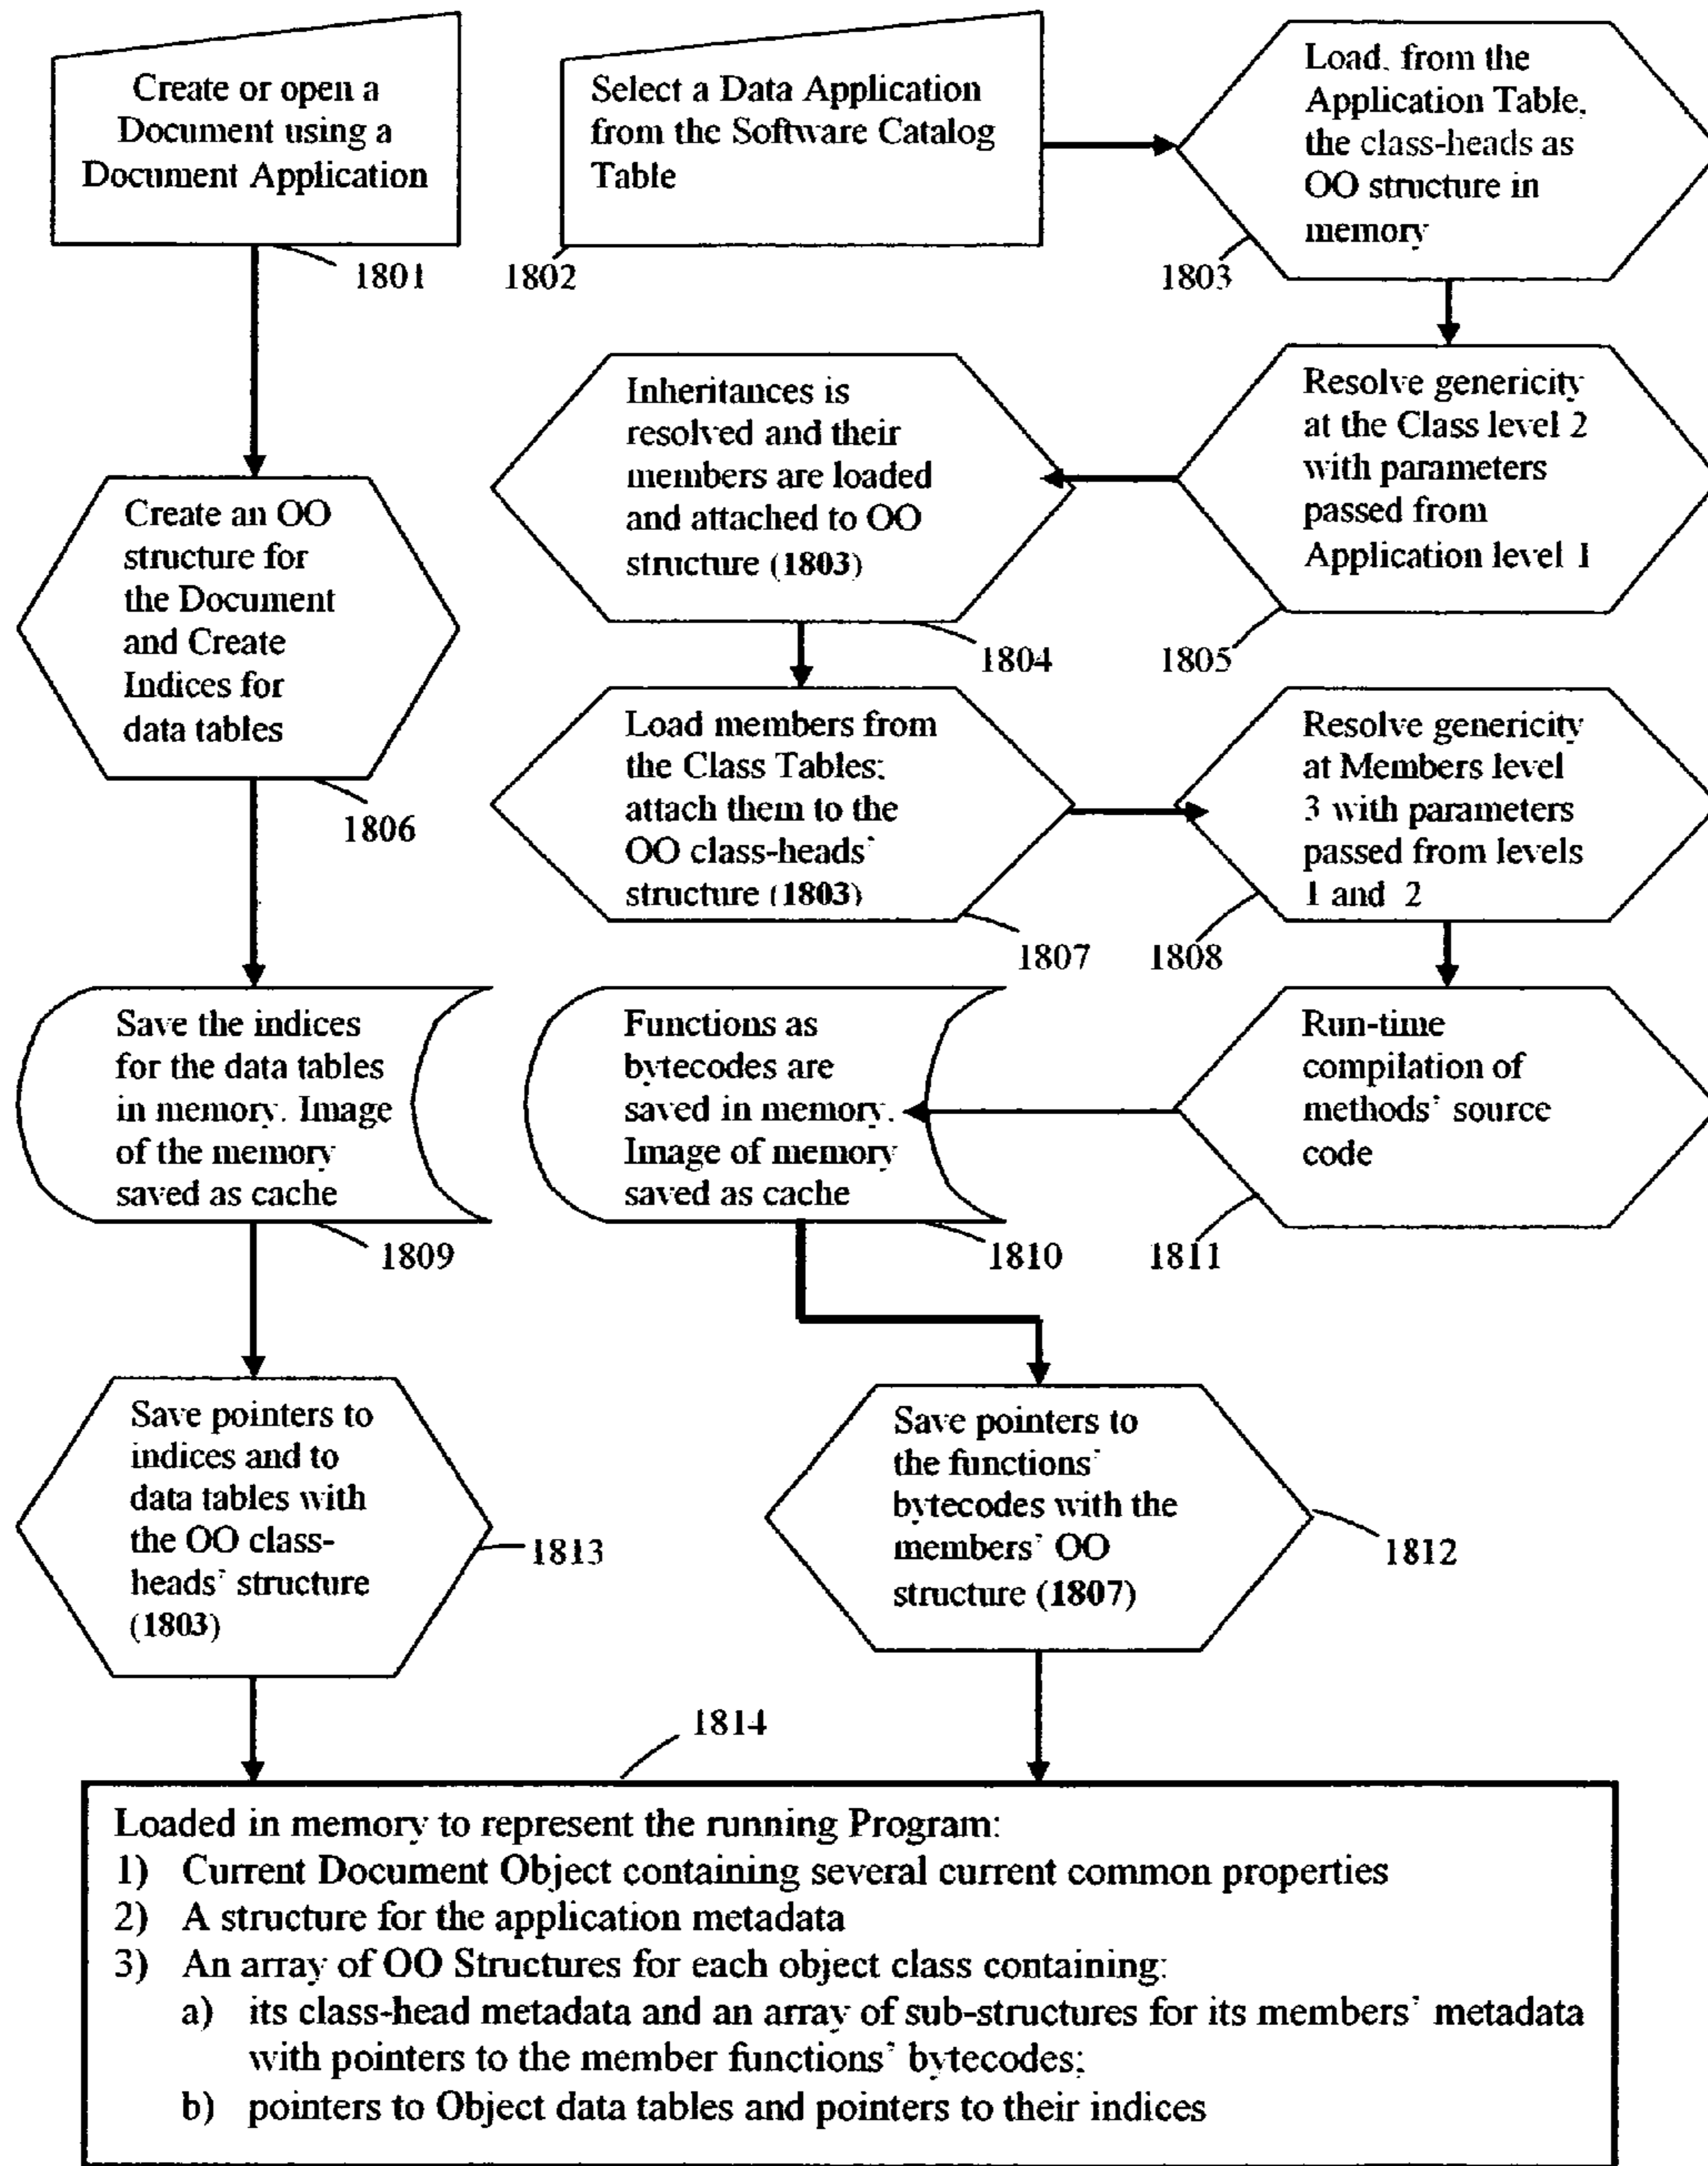 Create or open a
Document using a
Document Application
1801
Select a Data Application
from the Software Catalog
Table
1802
Load, from the
Application Table,
the class-heads as
OO structure in
memory
1803
Inheritances is
resolved and their
members are loaded
and attached to OO
structure (1803)
1804
Resolve genericity
at the Class level 2
with parameters
passed from
Application level 1
1805
Create an OO
structure for
the Document
and Create
Indices for
data tables
1806
Load members from
the Class Tables;
attach them to the
OO class-heads'
structure (1803)
1807
Resolve genericity
at Members level
3 with parameters
passed from levels
1 and 2
1808
Save the indices
for the data tables
in memory. Image
of the memory
saved as cache
1809
Functions as
bytecodes are
saved in memory.
Image of memory
saved as cache
1810
Run-time
compilation of
methods' source
code
1811
Save pointers to
indices and to
data tables with
the OO class-
heads' structure
(1803)
1813
Save pointers to
the functions'
bytecodes with the
members' OO
structure (1807)
1812
1814
Loaded in memory to represent the running Program:
1) Current Document Object containing several current common properties
2) A structure for the application metadata
3) An array of OO Structures for each object class containing:
a) its class-head metadata and an array of sub-structures for its members' metadata
with pointers to the member functions' bytecodes;
b) pointers to Object data tables and pointers to their indices